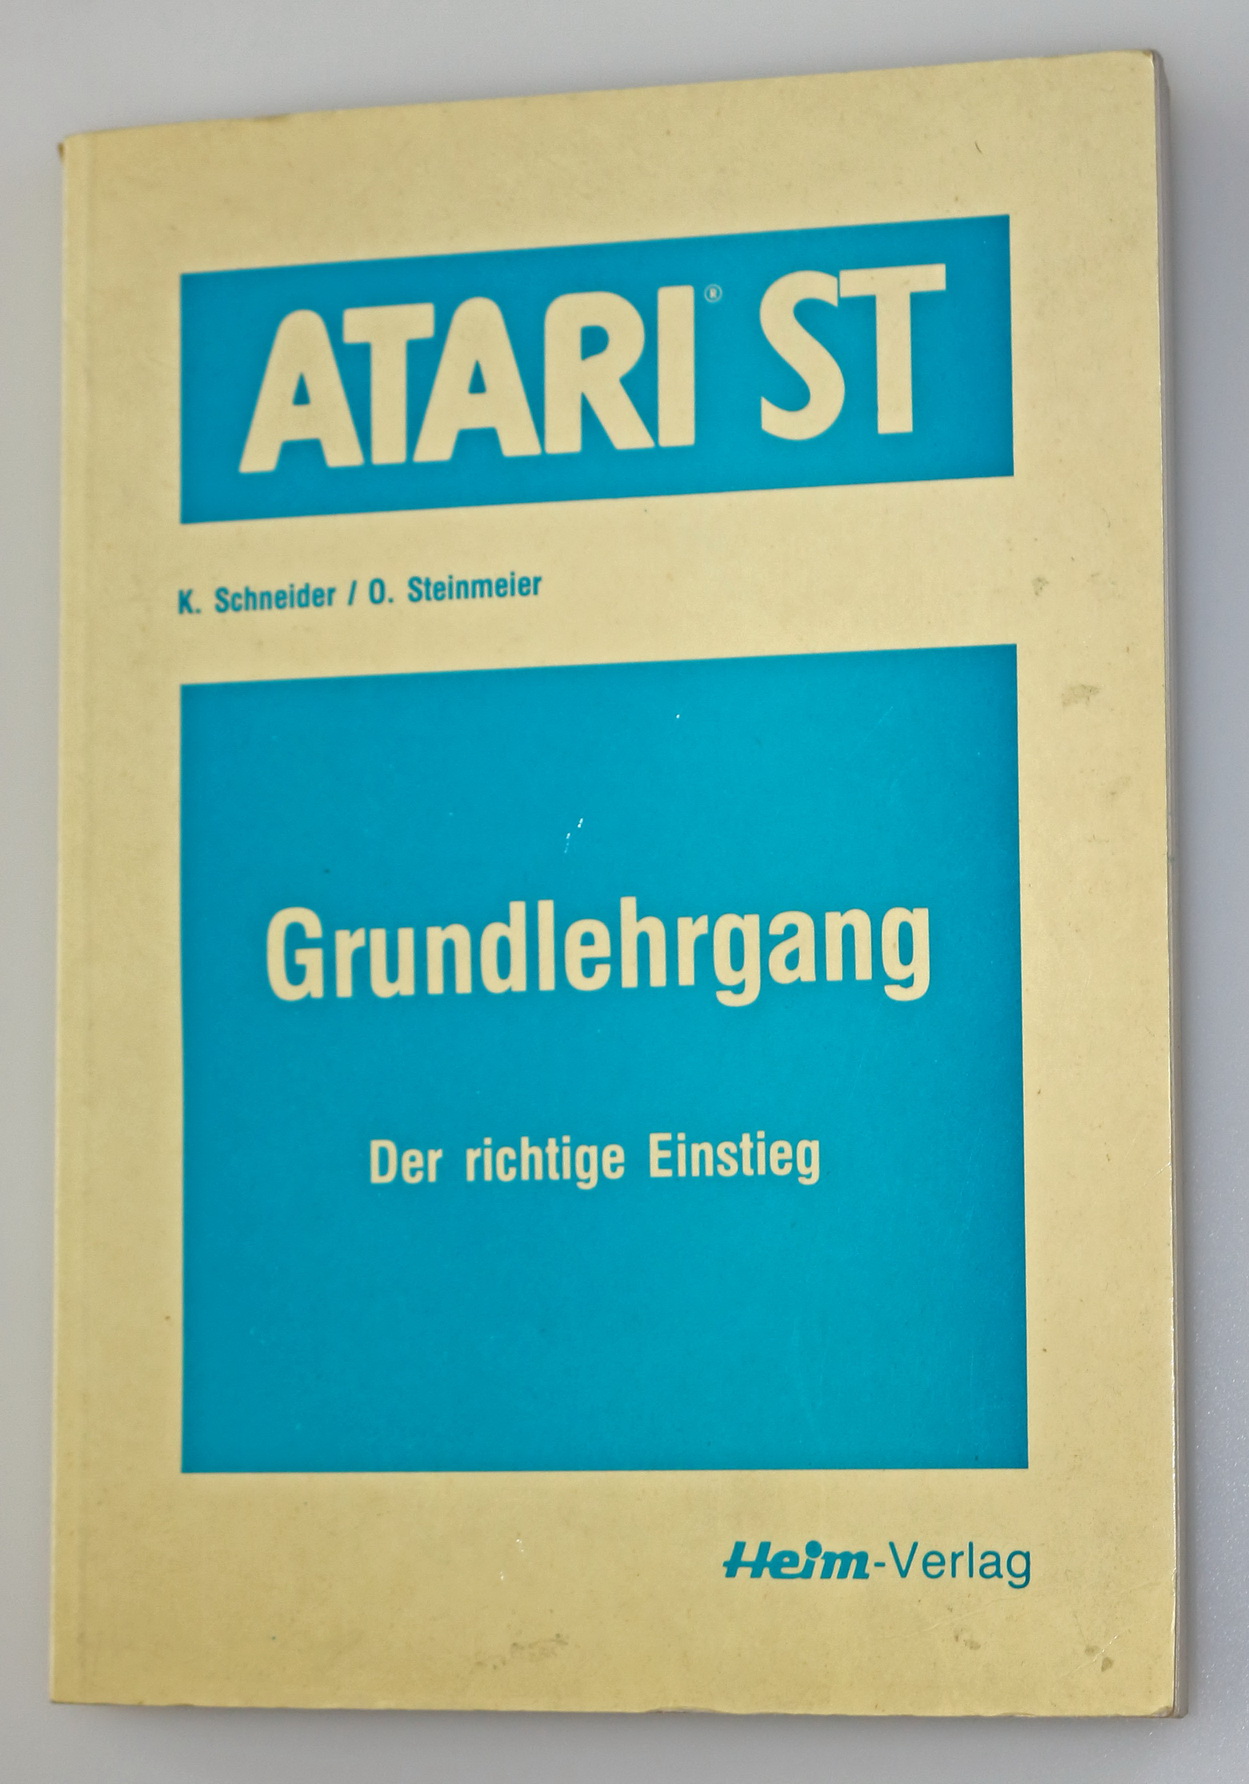 ATARI® ST
K. Schneider / O. Steinmeier
Grundlehrgang
Der richtige Einstieg
Heim-Verlag